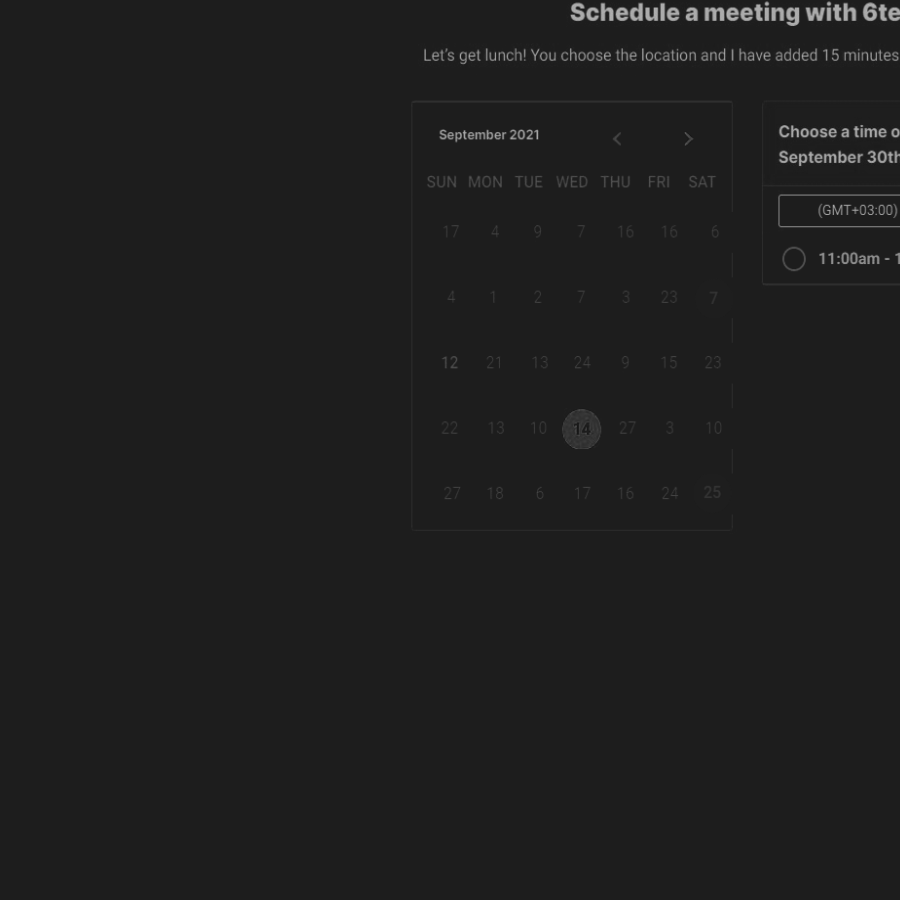 Schedule a meeting with 6te
Let's get lunch! You choose the location and I have added 15 minutes
September 2021
SUN MON TUE WED THU FRI SAT
17 4 9 7 16 16 6
4 1 2 7 3 23 7
12 21 13 24 9 15 23
22 13 10 14 27 3 10
27 18 6 17 16 24 25
Choose a time o
September 30th
(GMT+03:00)
11:00am - 1